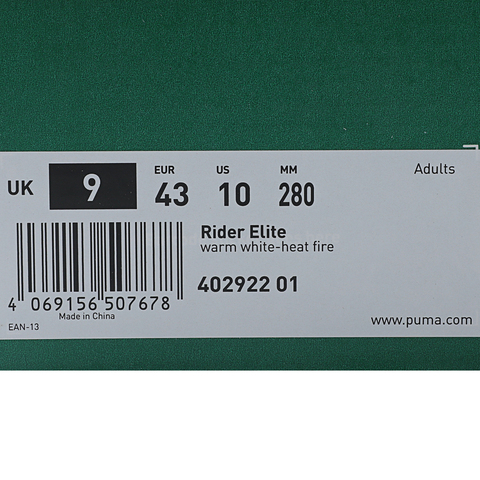 Adults
EUR US MM
UK 9 43 10 280
Rider Elite
warm white-heat fire
402922 01
4 069156 507678
Made in China
EAN-13
www.puma.com